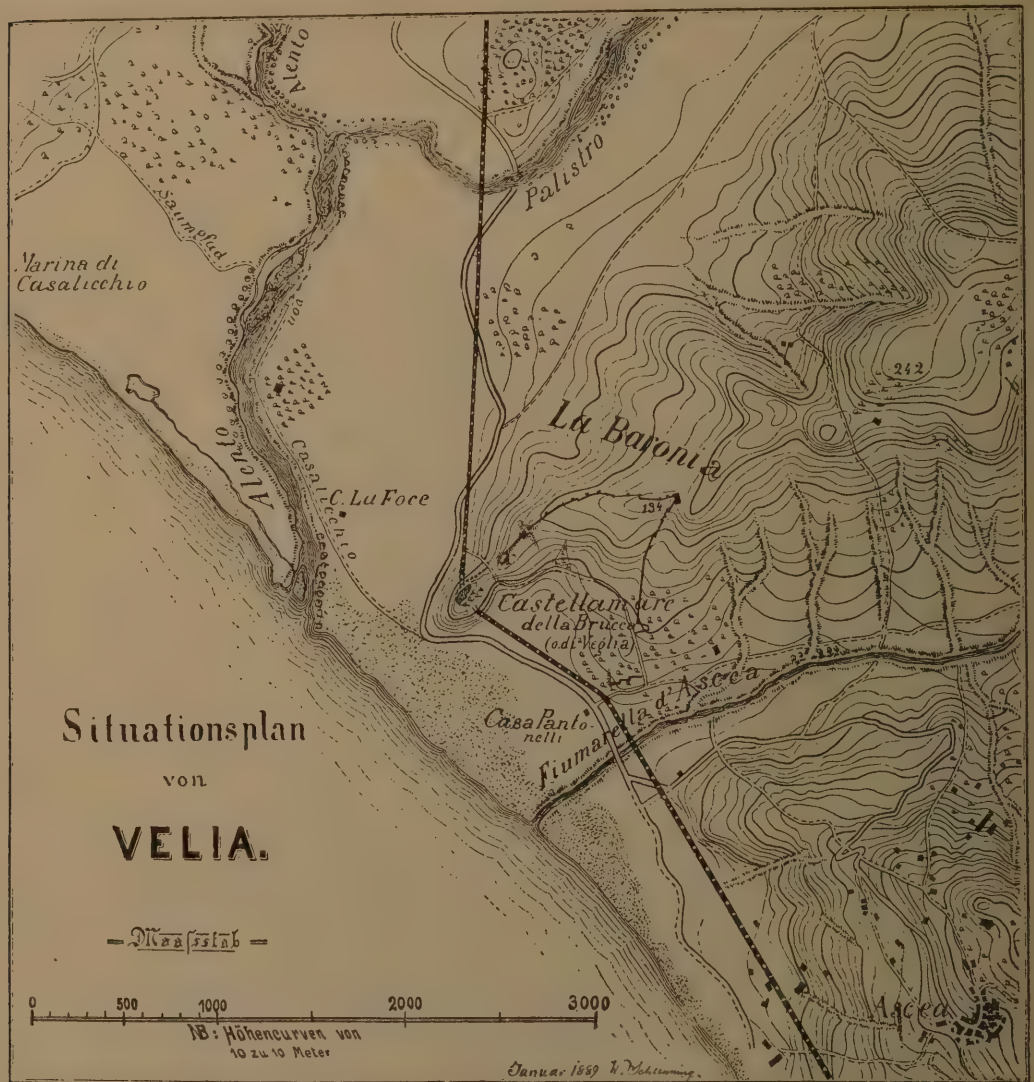 Alento
Palistro
Saumpfad
Marina di
Casalicchio
242
La Baronia
134
Alento
Casalicchio
C. La Foce
a
Castellamare
della Brucca
(o.di Veglia)
Casa Panto-
nelli
Fiumarella d'Ascea
Situationsplan
von
VELIA.
Maassstab
0 500 1000 2000 3000
NB: Höhencurven von
10 zu 10 Meter
Ascea
Januar 1889 W.